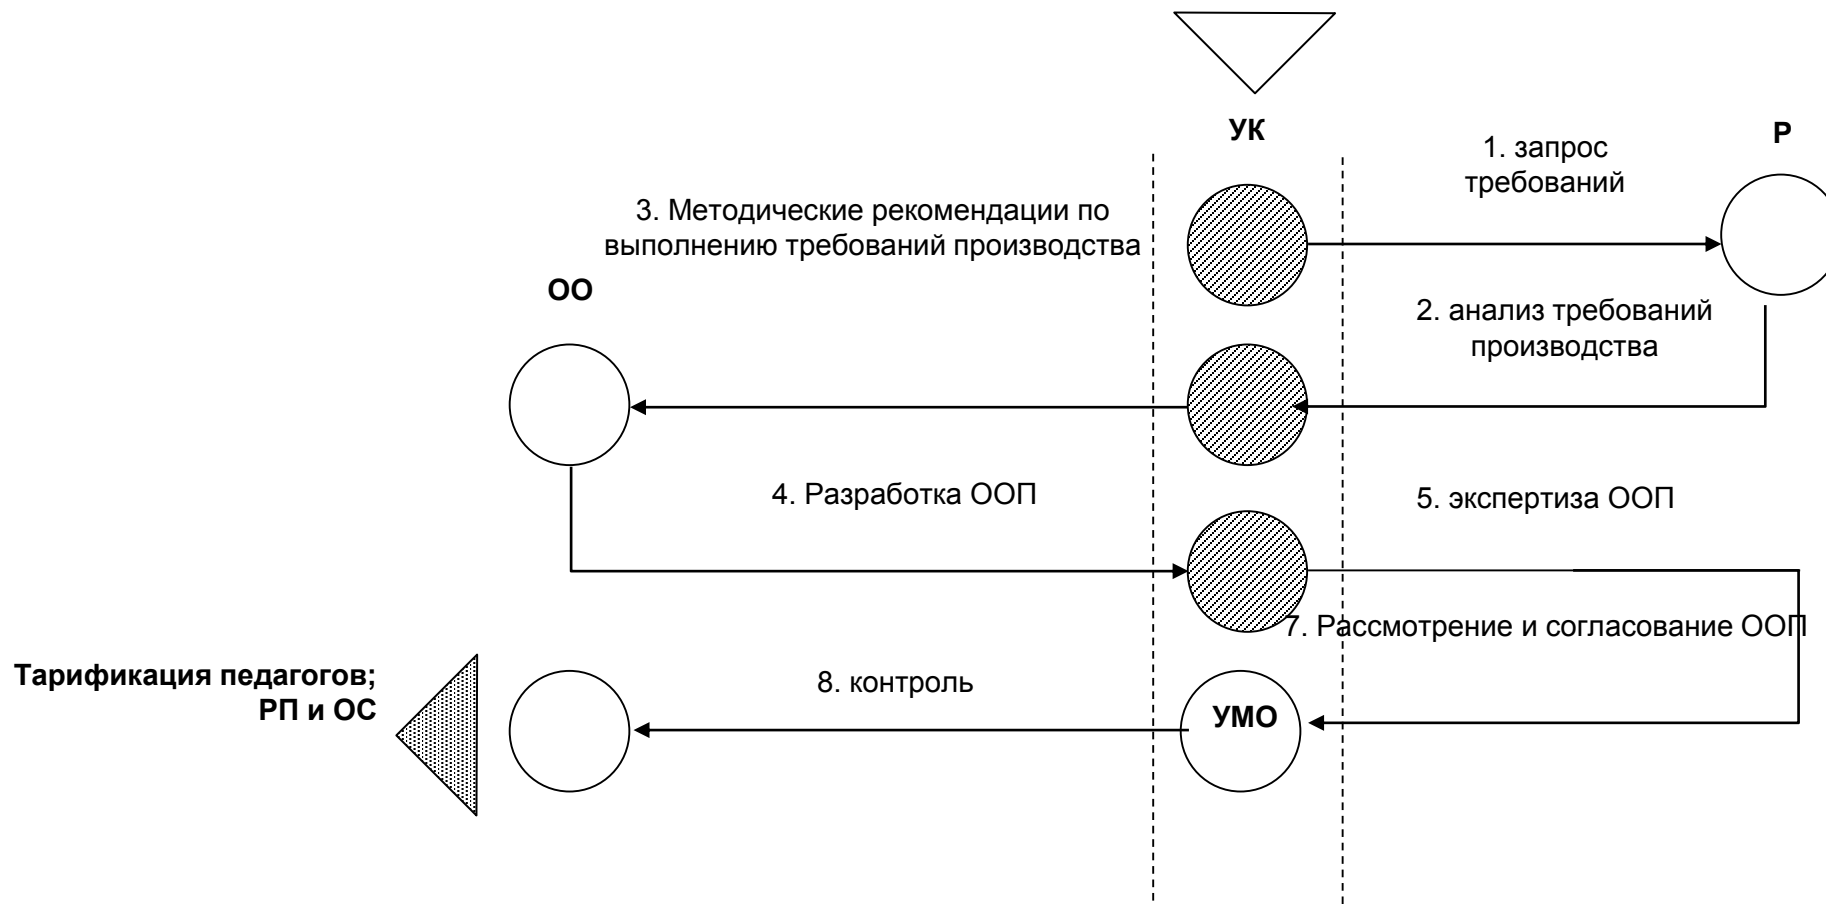 УК
Р
1. запрос
требований
3. Методические рекомендации по
выполнению требований производства
ОО
2. анализ требований
производства
4. Разработка ООП
5. экспертиза ООП
7. Рассмотрение и согласование ООП
Тарификация педагогов;
РП и ОС
8. контроль
УМО